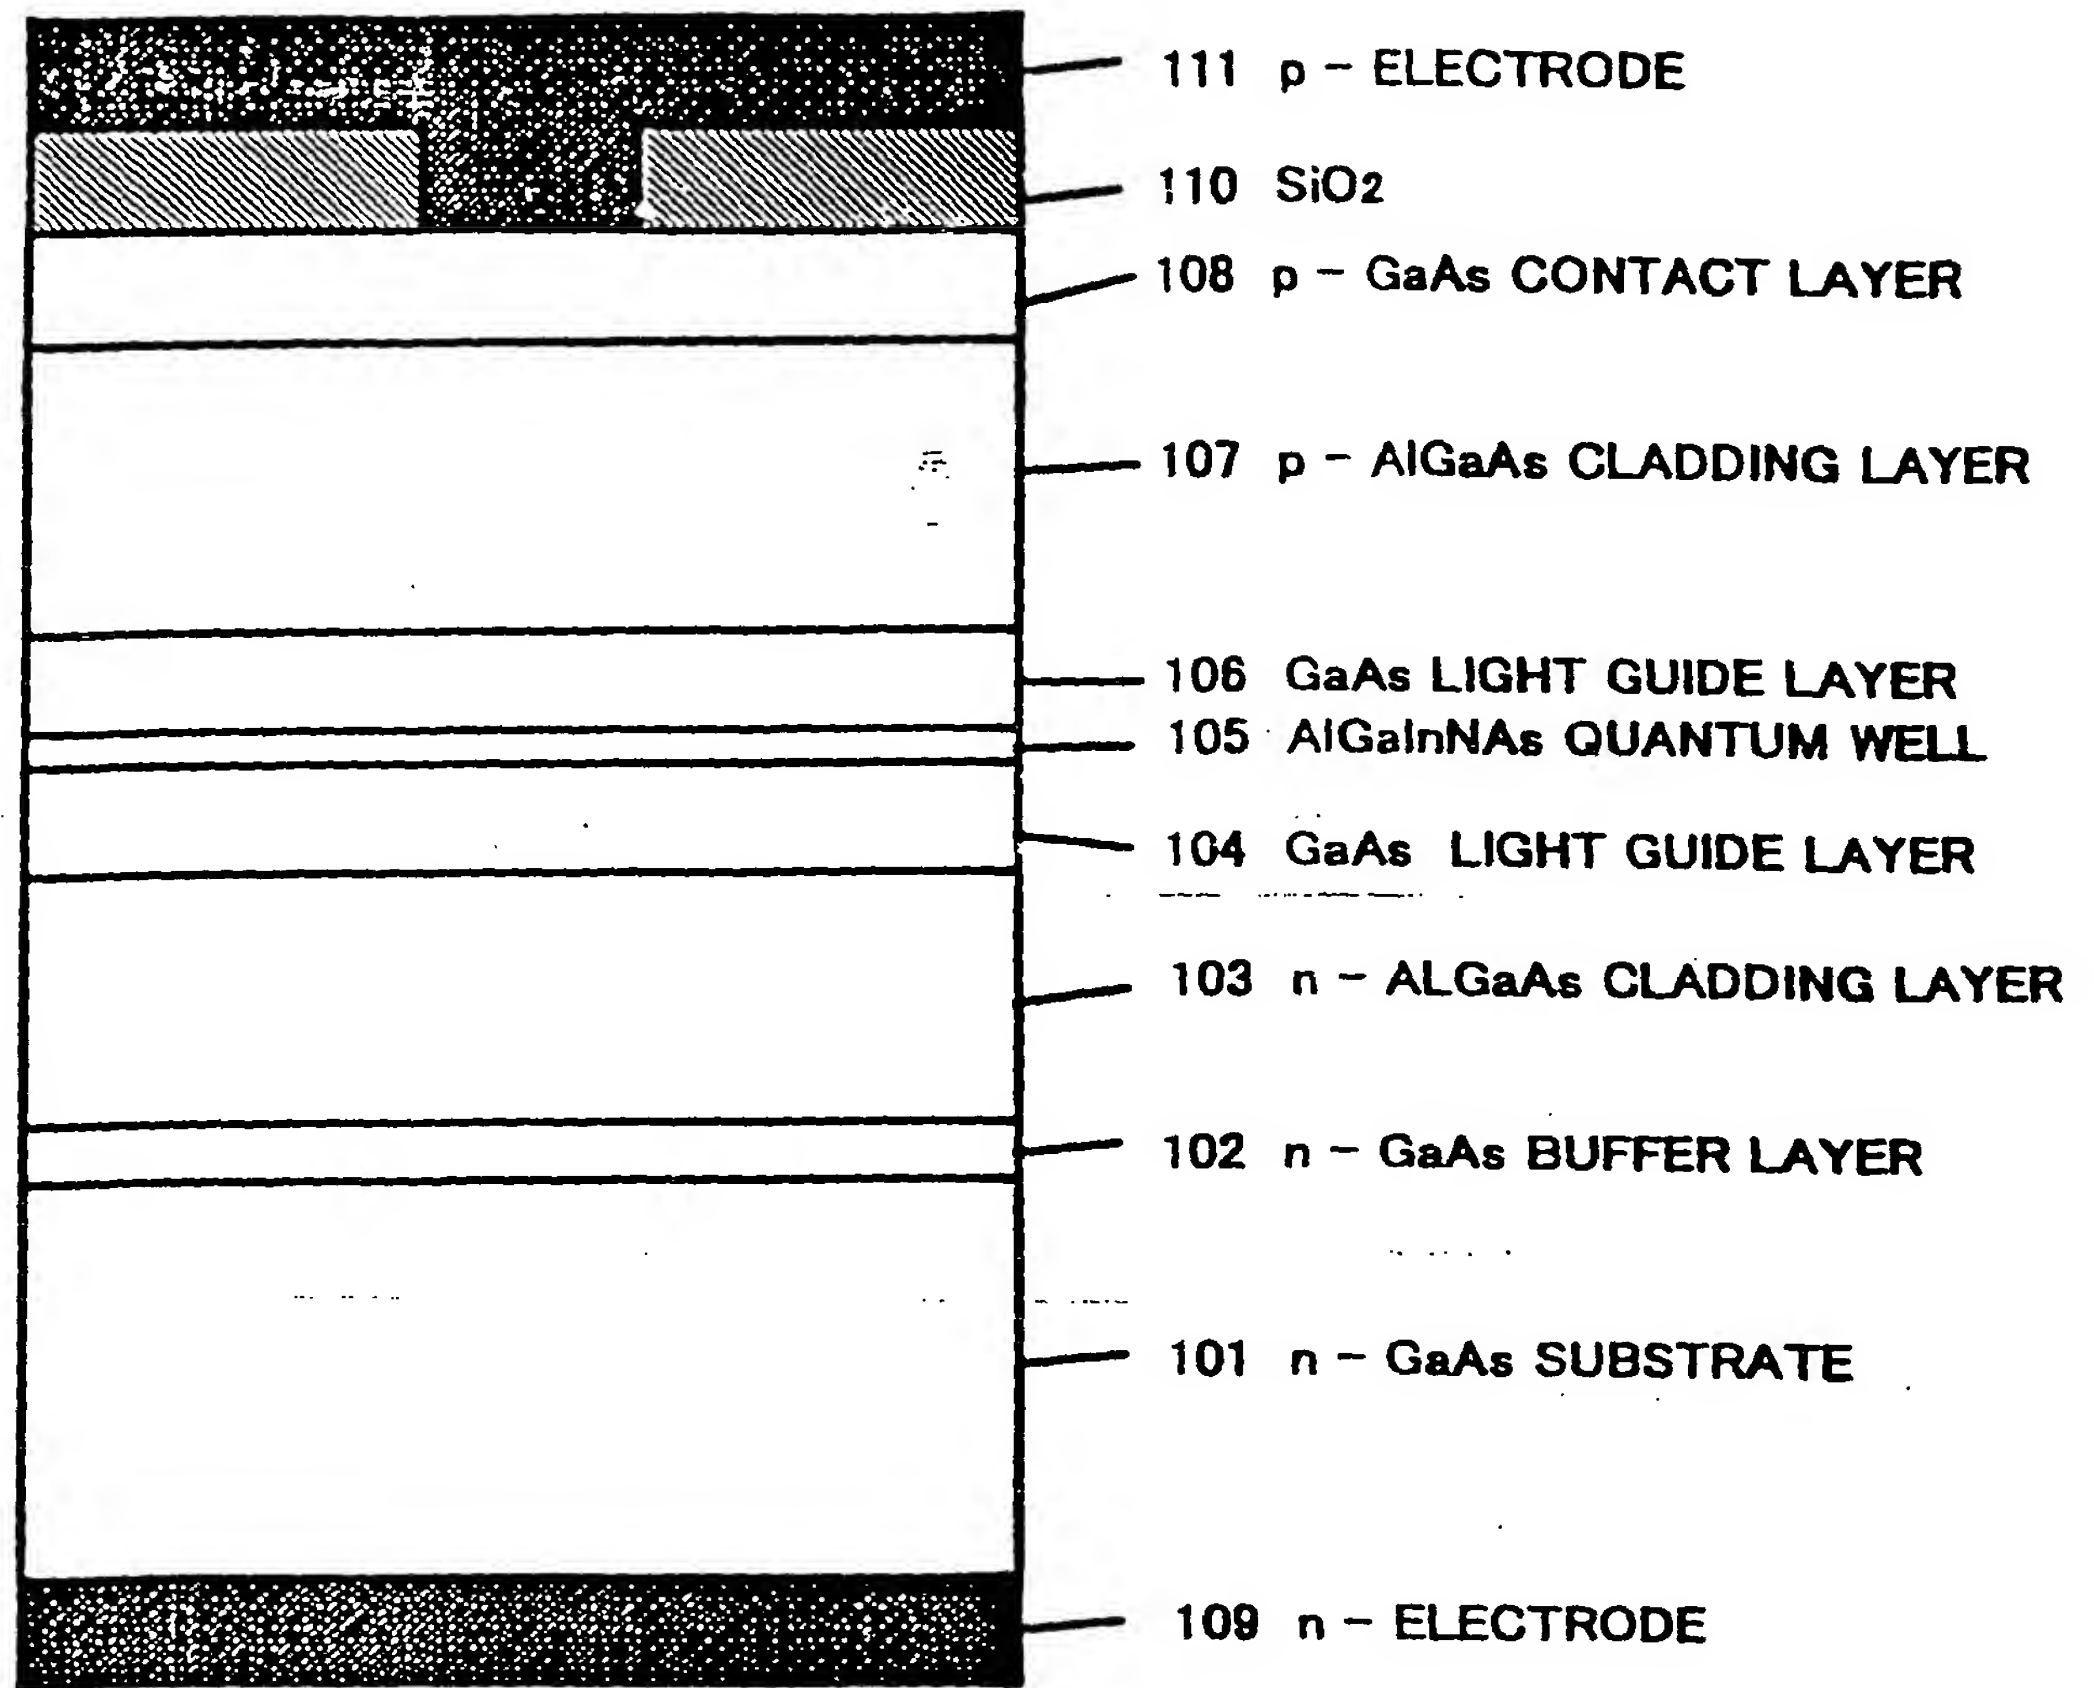 111 p - ELECTRODE
110 SiO2
108 p - GaAs CONTACT LAYER
107 p - AlGaAs CLADDING LAYER
106 GaAs LIGHT GUIDE LAYER
105 AlGaInNAs QUANTUM WELL
104 GaAs LIGHT GUIDE LAYER
103 n - ALGaAs CLADDING LAYER
102 n - GaAs BUFFER LAYER
101 n - GaAs SUBSTRATE
109 n - ELECTRODE